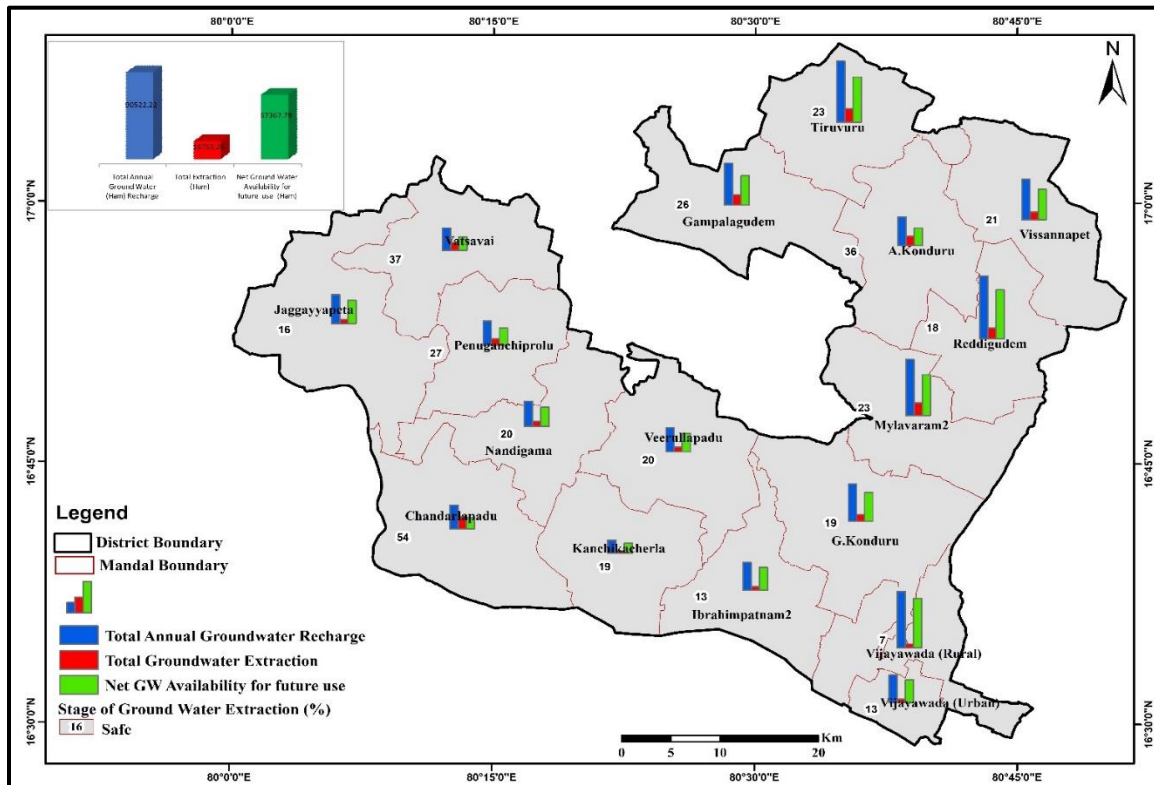 80°0'0"E 80°15'0"E 80°30'0"E 80°45'0"E
N
90522.22
67367.79
Total Annual
Ground Water
(Ham) Recharge
Total Extraction
(Ham)
Net Ground Water
Availability for
future use (Ham)
17°0'0"N
17°0'0"N
23
Tiruvuru
26
Gampalagudem
21
Vissannapet
36
A.Konduru
Vatsavai
37
Jaggayyapeta
16
Penuganchiprolu
27
18
Reddigudem
23
Mylavaram2
20
Nandigama
Veerullapadu
20
16°45'0"N
16°45'0"N
Chandarlapadu
54
Kanchikacherla
19
19
G.Konduru
13
Ibrahimpatnam2
7
Vijayawada (Rural)
Vijayawada (Urban)
13
Legend
District Boundary
Mandal Boundary
Total Annual Groundwater Recharge
Total Groundwater Extraction
Net GW Availability for future use
Stage of Ground Water Extraction (%)
16 Safe
16°30'0"N
16°30'0"N
Km
0 5 10 20
80°0'0"E 80°15'0"E 80°30'0"E 80°45'0"E